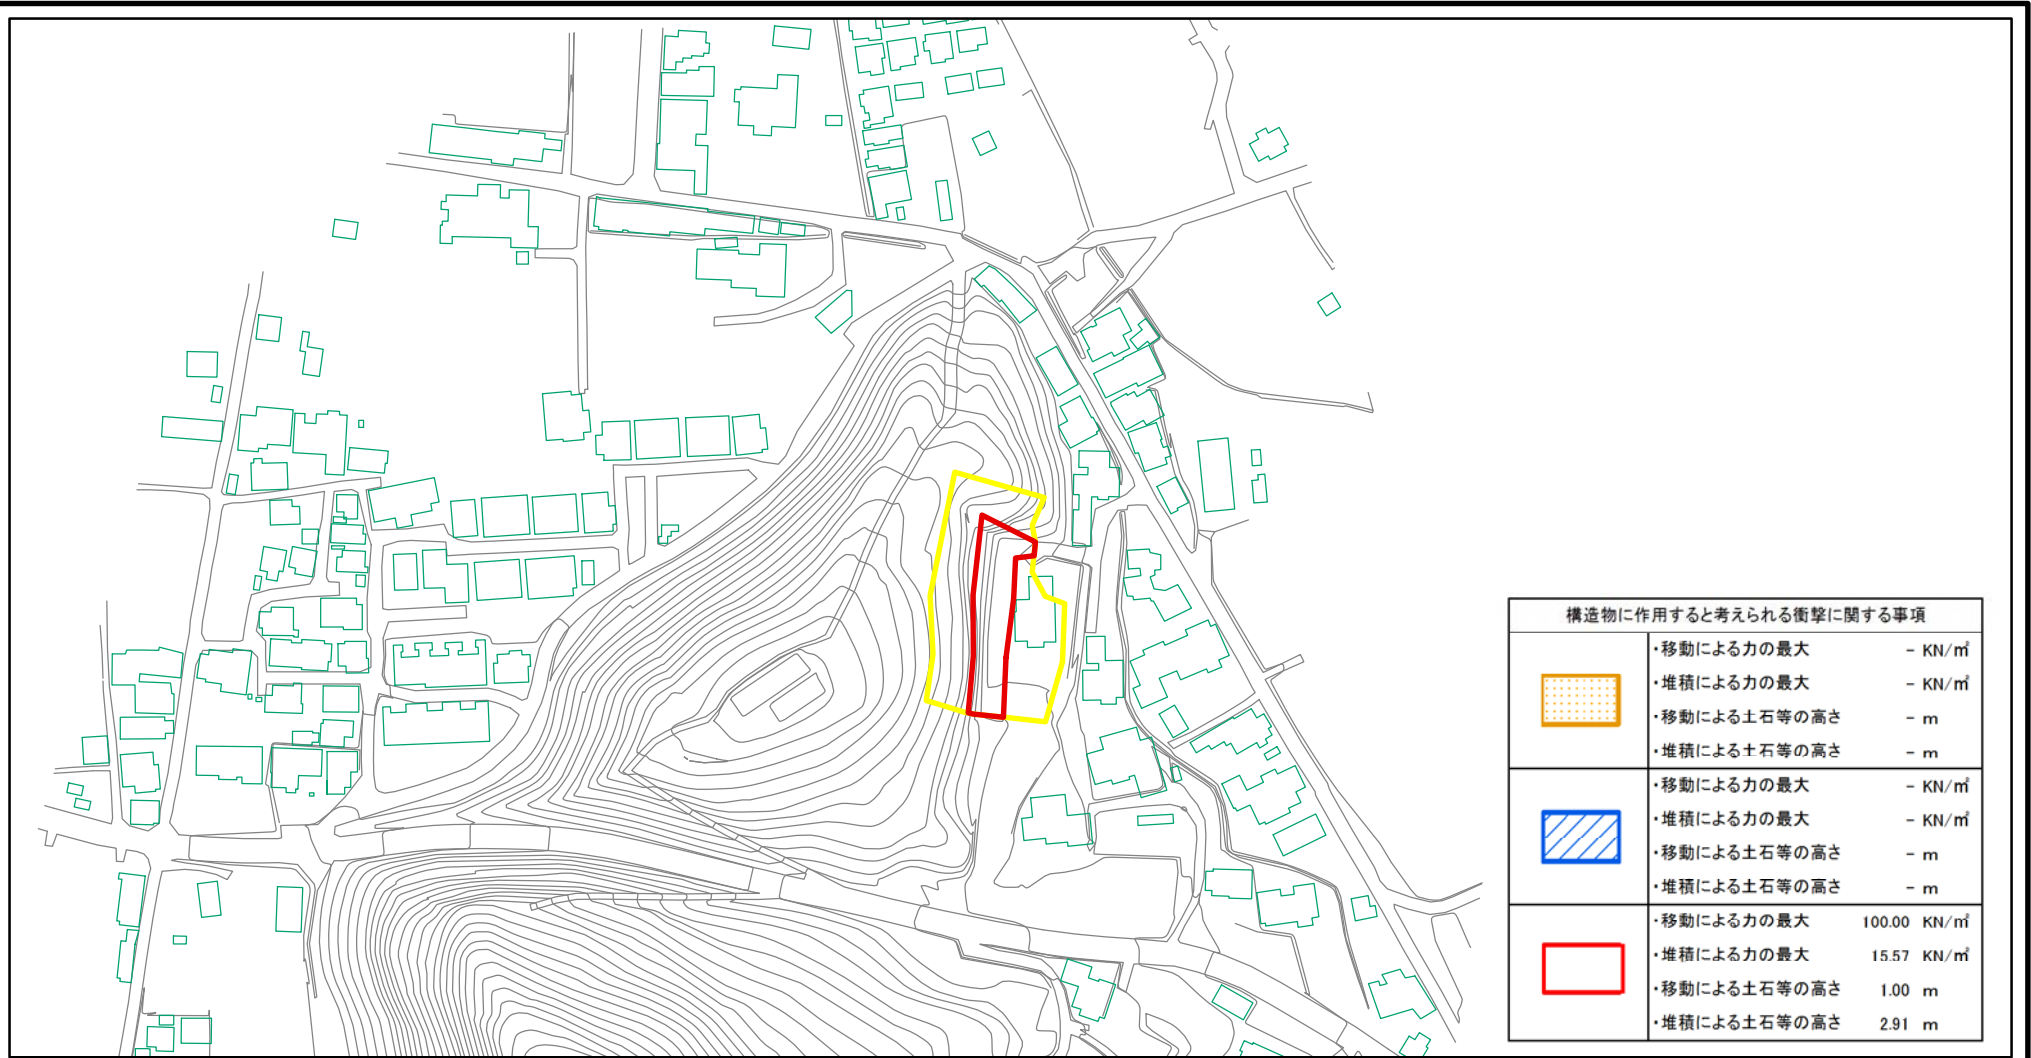 構造物に作用すると考えられる衝撃に関する事項
・移動による力の最大 - KN/㎡
・堆積による力の最大 - KN/㎡
・移動による土石等の高さ - m
・堆積による土石等の高さ - m
・移動による力の最大 - KN/㎡
・堆積による力の最大 - KN/㎡
・移動による土石等の高さ - m
・堆積による土石等の高さ - m
・移動による力の最大 100.00 KN/㎡
・堆積による力の最大 15.57 KN/㎡
・移動による土石等の高さ 1.00 m
・堆積による土石等の高さ 2.91 m